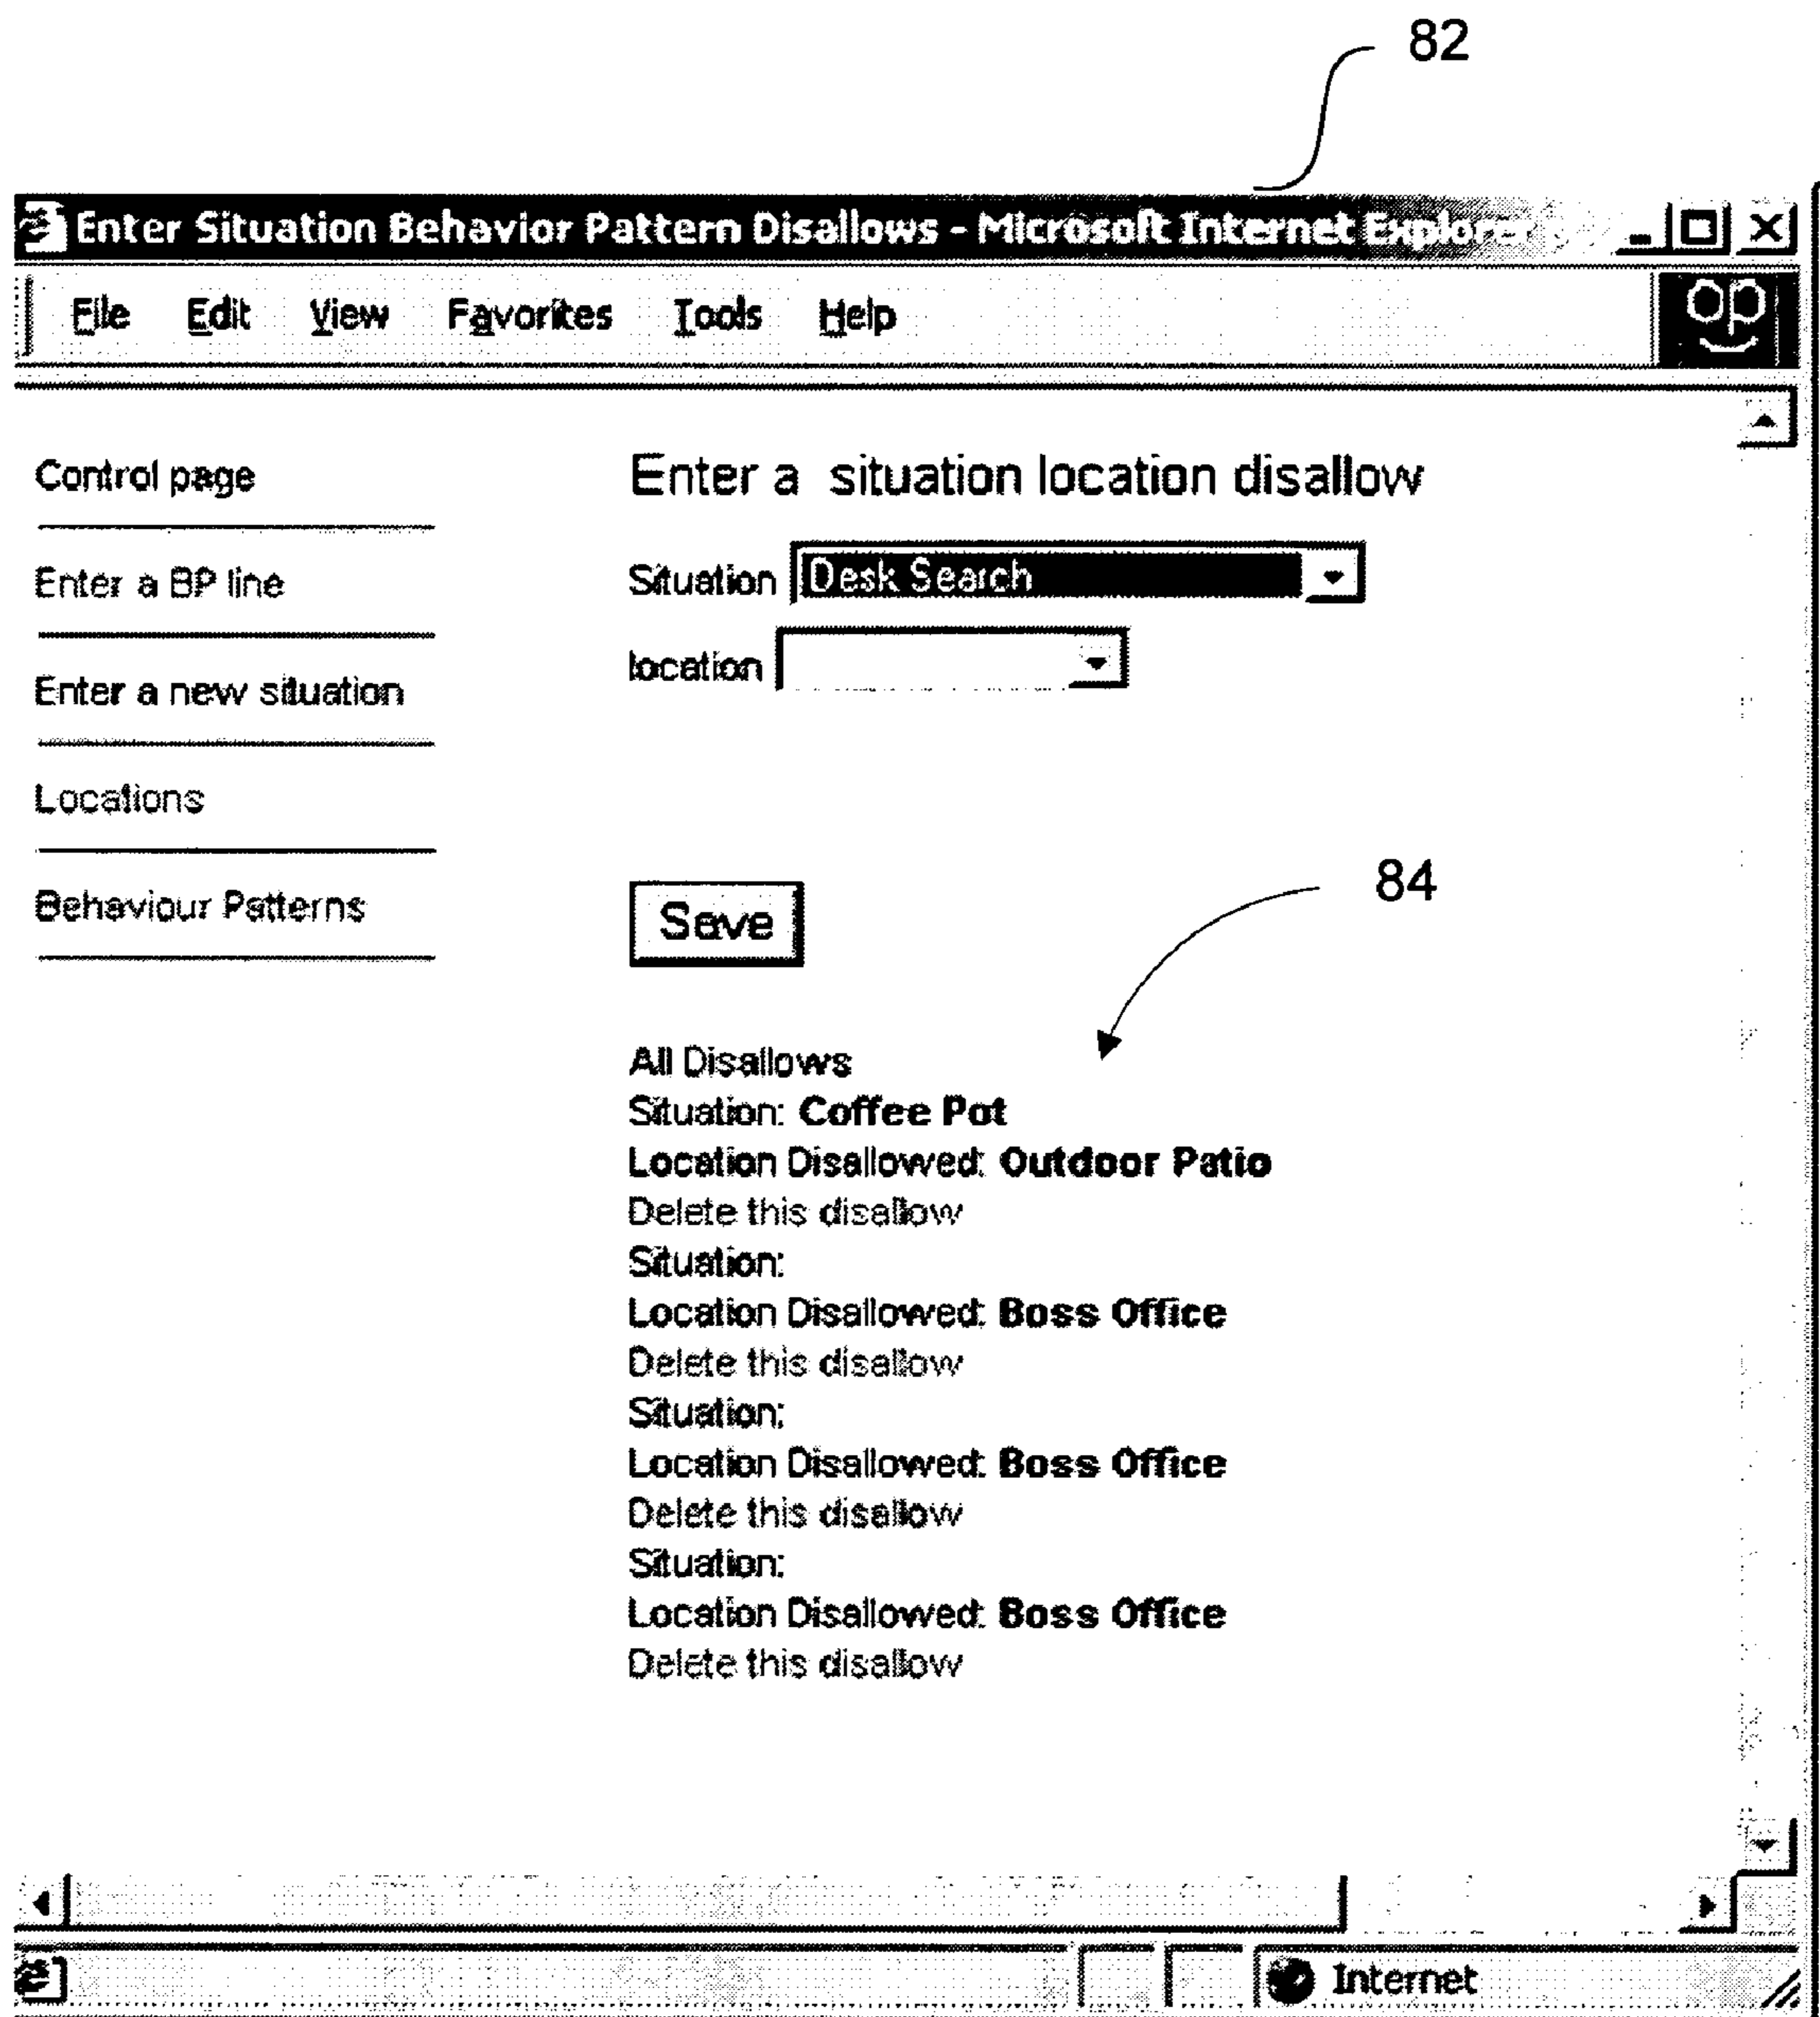 82
Enter Situation Behavior Pattern Disallows - Microsoft Internet Explorer
File Edit View Favorites Tools Help
Control page
Enter a BP line
Enter a new situation
Locations
Behaviour Patterns
Enter a situation location disallow
Situation Desk Search
location
Save
84
All Disallows
Situation: Coffee Pot
Location Disallowed: Outdoor Patio
Delete this disallow
Situation:
Location Disallowed: Boss Office
Delete this disallow
Situation:
Location Disallowed: Boss Office
Delete this disallow
Situation:
Location Disallowed: Boss Office
Delete this disallow
Internet